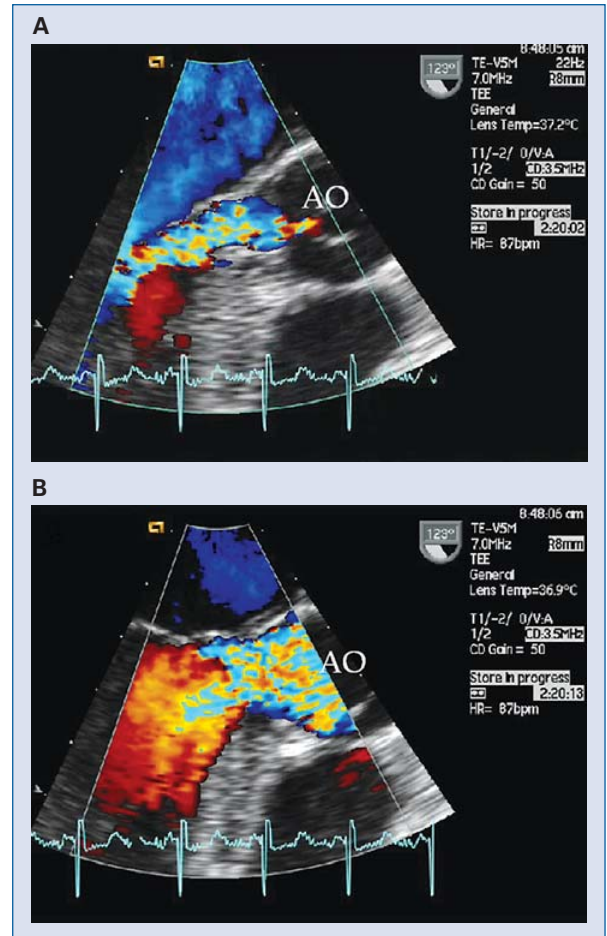 A
8:48:05 am
123°
TE-V5M 22Hz
7.0MHz R8mm
TEE
General
Lens Temp=37.2°C
T1/-2/ 0/V:A
1/2 CD:3.5MHz
CD Gain = 50
Store in progress
2:20:02
HR= 87bpm
AO
B
8:48:06 am
123°
TE-V5M
7.0MHz R8mm
TEE
General
Lens Temp=36.9°C
T1/-2/ 0/V:A
1/2 CD:3.5MHz
CD Gain = 50
Store in progress
2:20:13
HR= 87bpm
AO